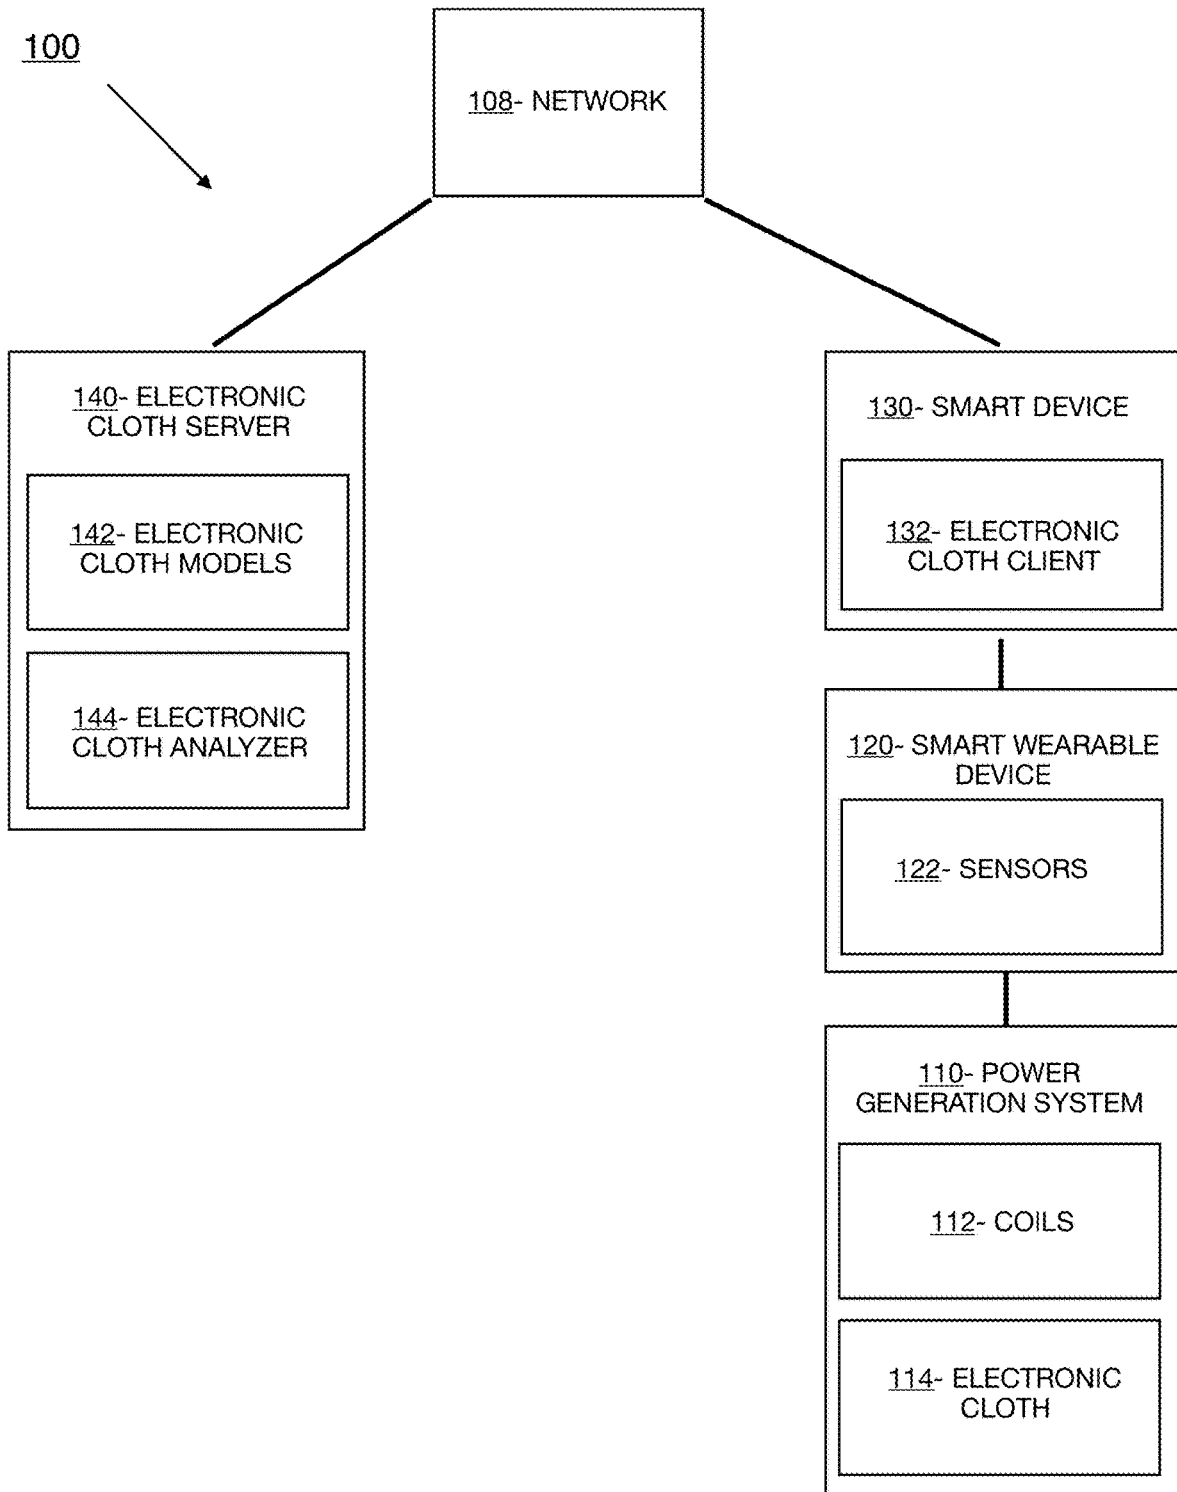 100
108- NETWORK
140- ELECTRONIC
CLOTH SERVER
142- ELECTRONIC
CLOTH MODELS
144- ELECTRONIC
CLOTH ANALYZER
130- SMART DEVICE
132- ELECTRONIC
CLOTH CLIENT
120- SMART WEARABLE
DEVICE
122- SENSORS
110- POWER
GENERATION SYSTEM
112- COILS
114- ELECTRONIC
CLOTH